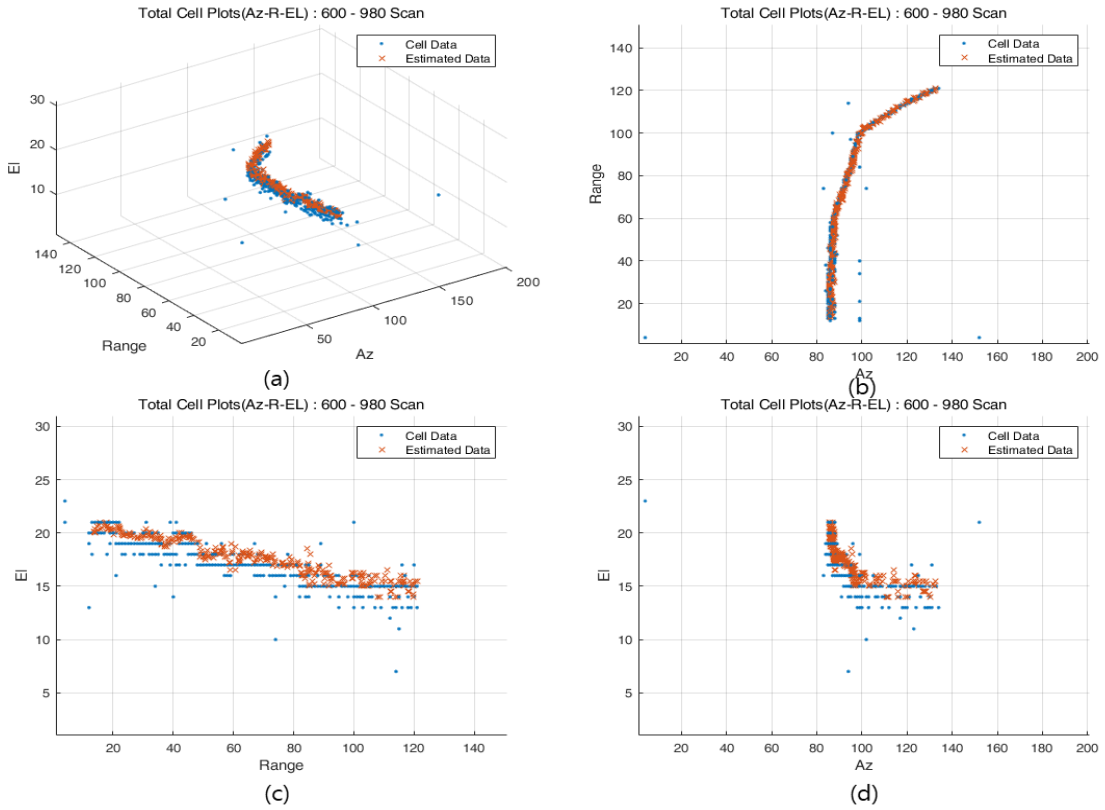 Total Cell Plots(Az-R-EL) : 600 - 980 Scan
Cell Data
Estimated Data
30
20
10
El
140
120
100
80
60
40
20
Range
50
100
150
200
Az
(a)
Total Cell Plots(Az-R-EL) : 600 - 980 Scan
Cell Data
Estimated Data
140
120
100
80
60
40
20
Range
20 40 60 80 100 120 140 160 180 200
Az
(b)
Total Cell Plots(Az-R-EL) : 600 - 980 Scan
Cell Data
Estimated Data
30
25
20
15
10
5
El
20 40 60 80 100 120 140
Range
(c)
Total Cell Plots(Az-R-EL) : 600 - 980 Scan
Cell Data
Estimated Data
30
25
20
15
10
5
El
20 40 60 80 100 120 140 160 180 200
Az
(d)